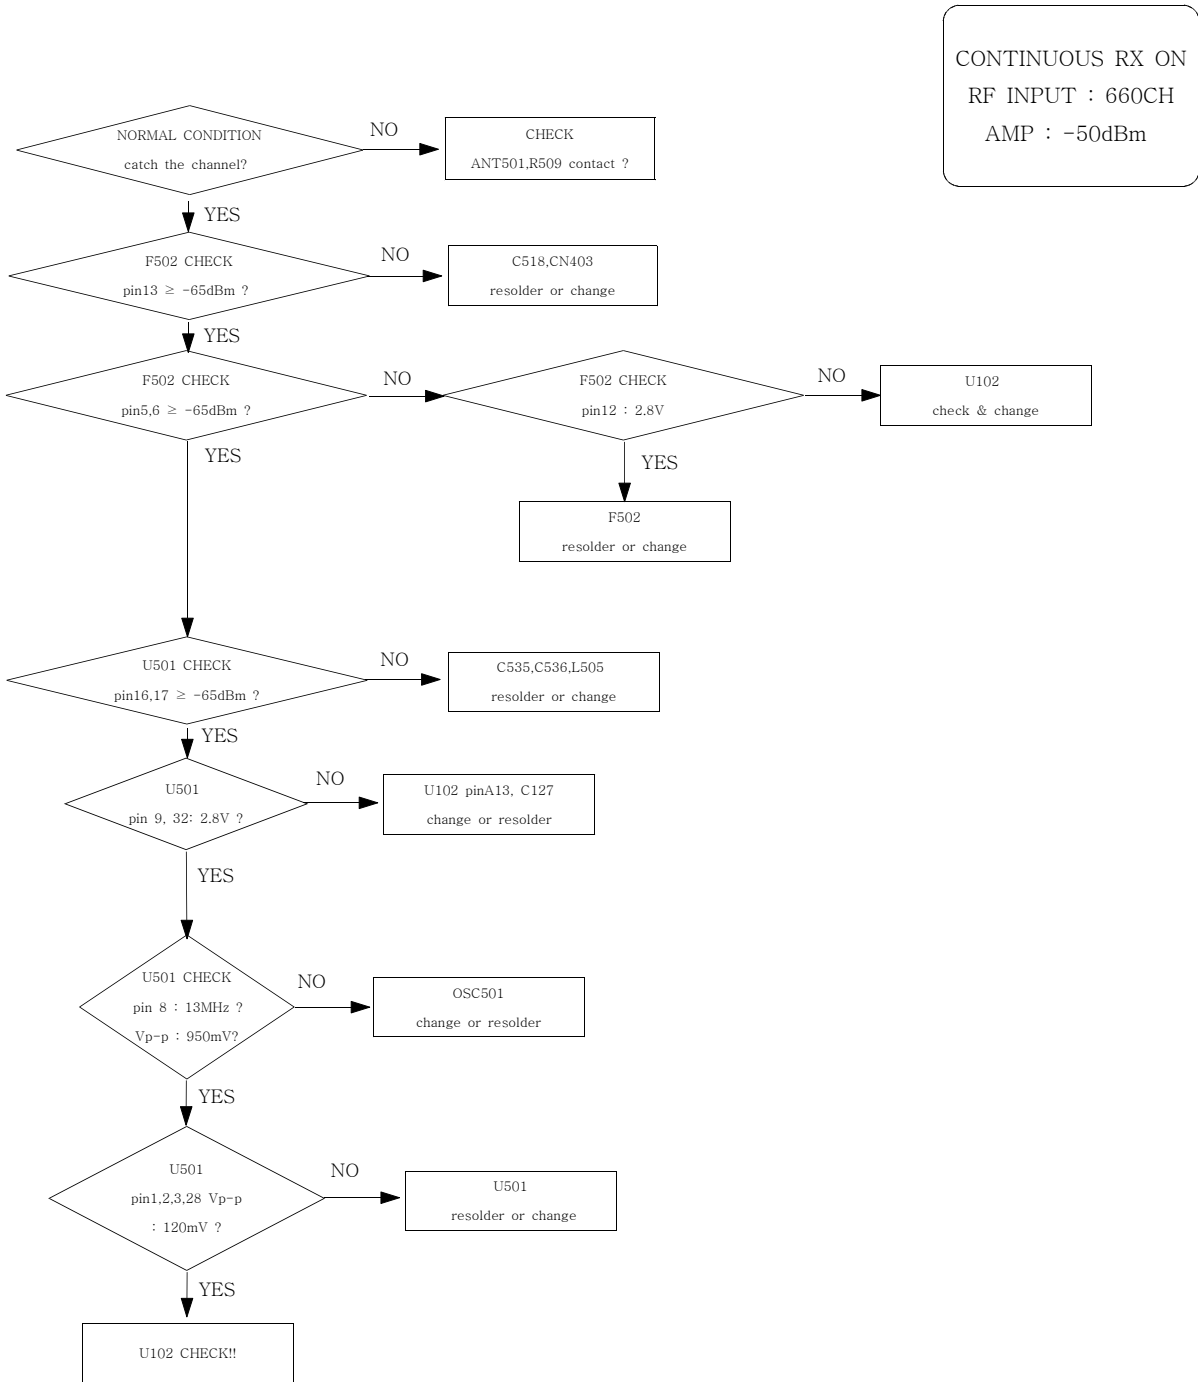 CONTINUOUS RX ON
RF INPUT : 660CH
AMP : -50dBm
NORMAL CONDITION
catch the channel?
NO
CHECK
ANT501,R509 contact ?
YES
F502 CHECK
pin13 ≥ -65dBm ?
NO
C518,CN403
resolder or change
YES
F502 CHECK
pin5,6 ≥ -65dBm ?
NO
F502 CHECK
pin12 : 2.8V
NO
U102
check & change
YES
YES
F502
resolder or change
U501 CHECK
pin16,17 ≥ -65dBm ?
NO
C535,C536,L505
resolder or change
YES
U501
pin 9, 32: 2.8V ?
NO
U102 pinA13, C127
change or resolder
YES
U501 CHECK
pin 8 : 13MHz ?
Vp-p : 950mV?
NO
OSC501
change or resolder
YES
U501
pin1,2,3,28 Vp-p
: 120mV ?
NO
U501
resolder or change
YES
U102 CHECK!!